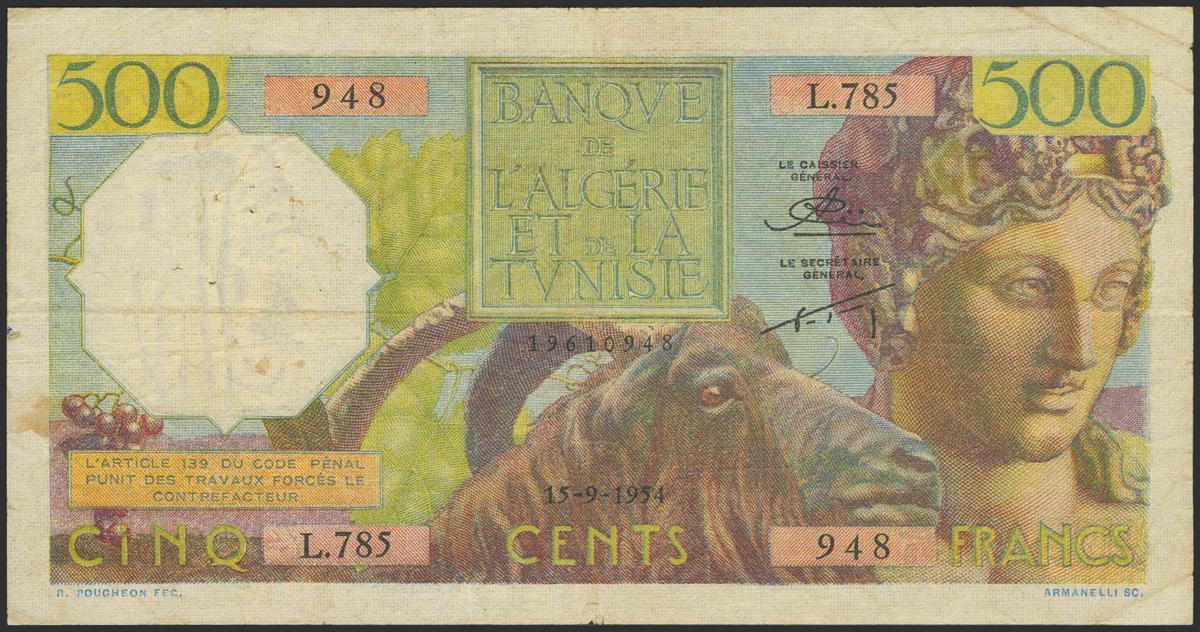 500
948
BANQVE
DE
L'ALGÉRIE
ET DE LA
TVNISIE
L.785
500
LE CAISSIER
GÉNÉRAL,
LE SECRÉTAIRE
GÉNÉRAL,
19610948
L'ARTICLE 139 DU CODE PÉNAL
PUNIT DES TRAVAUX FORCÉS LE
CONTREFACTEUR
15-9-1954
CINQ
L.785
CENTS
948
FRANCS
R. POUGHEON FEC.
ARMANELLI SC.